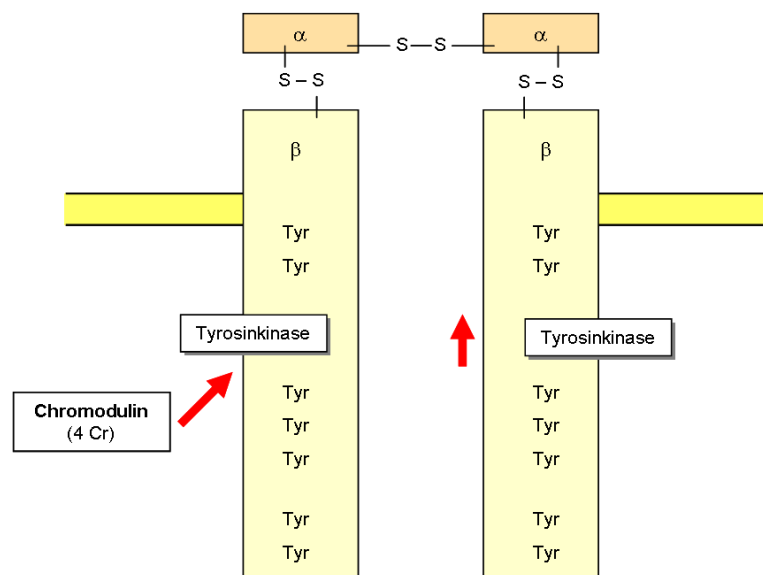 α S—S α
S – S S – S
β β
Tyr Tyr
Tyr Tyr
Tyrosinkinase Tyrosinkinase
Tyr Tyr
Chromodulin
(4 Cr)
Tyr Tyr
Tyr Tyr
Tyr Tyr
Tyr Tyr